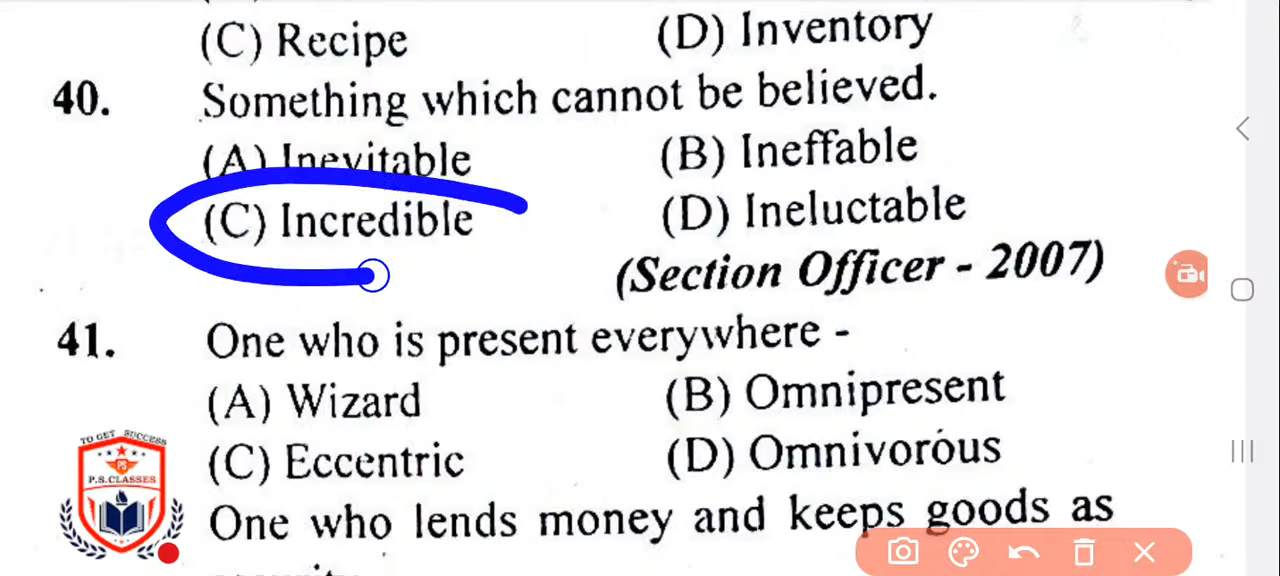 (C) Recipe (D) Inventory
40. Something which cannot be believed.
(A) Inevitable (B) Ineffable
(C) Incredible (D) Ineluctable
(Section Officer - 2007)
41. One who is present everywhere -
(A) Wizard (B) Omnipresent
(C) Eccentric (D) Omnivorous
TO GET SUCCESS
PS
P.S.CLASSES
One who lends money and keeps goods as